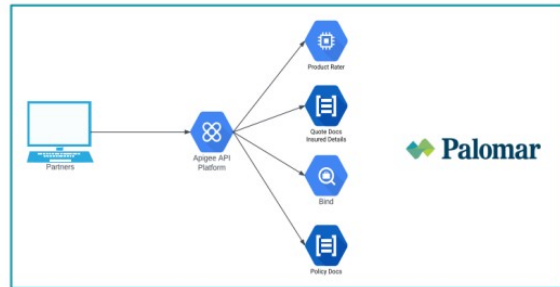 Partners
Apigee API
Platform
Product Rater
Quote Docs
Insured Details
Bind
Policy Docs
Palomar